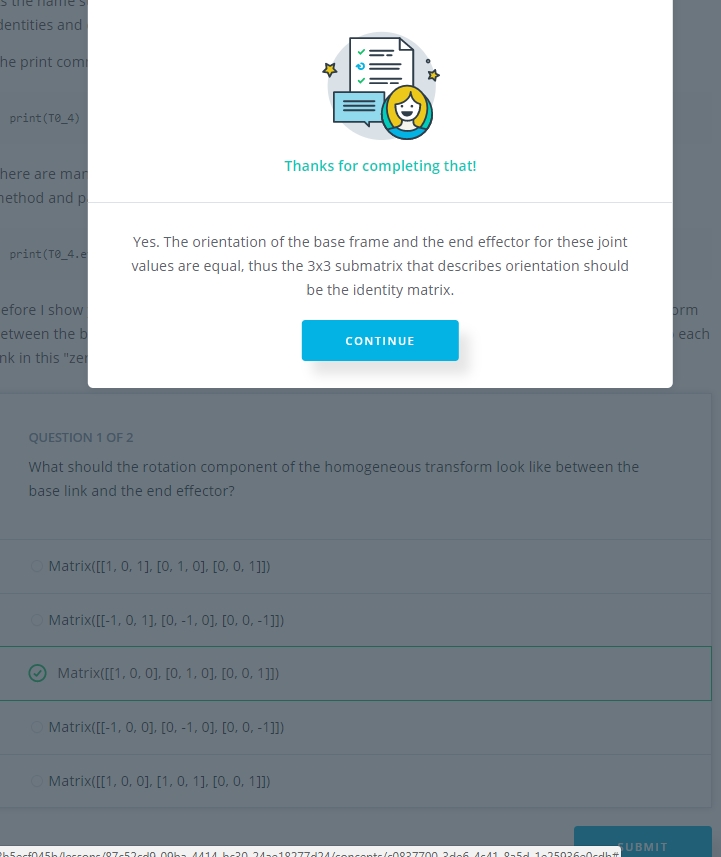 s the name s
dentities and
he print comm
print(T0_4)
here are man
method and p
print(T0_4.e
Thanks for completing that!
Yes. The orientation of the base frame and the end effector for these joint
values are equal, thus the 3x3 submatrix that describes orientation should
be the identity matrix.
CONTINUE
efore I show
orm
etween the b
each
nk in this "zer
QUESTION 1 OF 2
What should the rotation component of the homogeneous transform look like between the
base link and the end effector?
Matrix([[1, 0, 1], [0, 1, 0], [0, 0, 1]])
Matrix([[-1, 0, 1], [0, -1, 0], [0, 0, -1]])
Matrix([[1, 0, 0], [0, 1, 0], [0, 0, 1]])
Matrix([[-1, 0, 0], [0, -1, 0], [0, 0, -1]])
Matrix([[1, 0, 0], [1, 0, 1], [0, 0, 1]])
SUBMIT